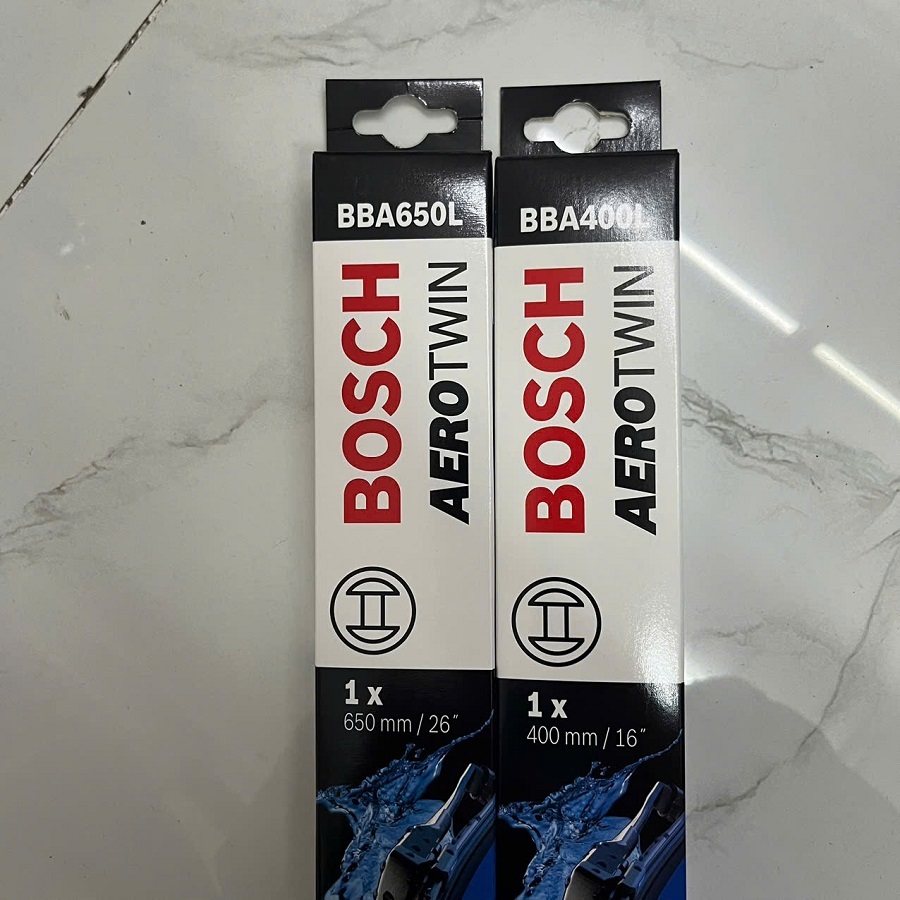 BBA650L
BOSCH
AEROTWIN
1 x
650 mm / 26″
BBA400L
BOSCH
AEROTWIN
1 x
400 mm / 16″